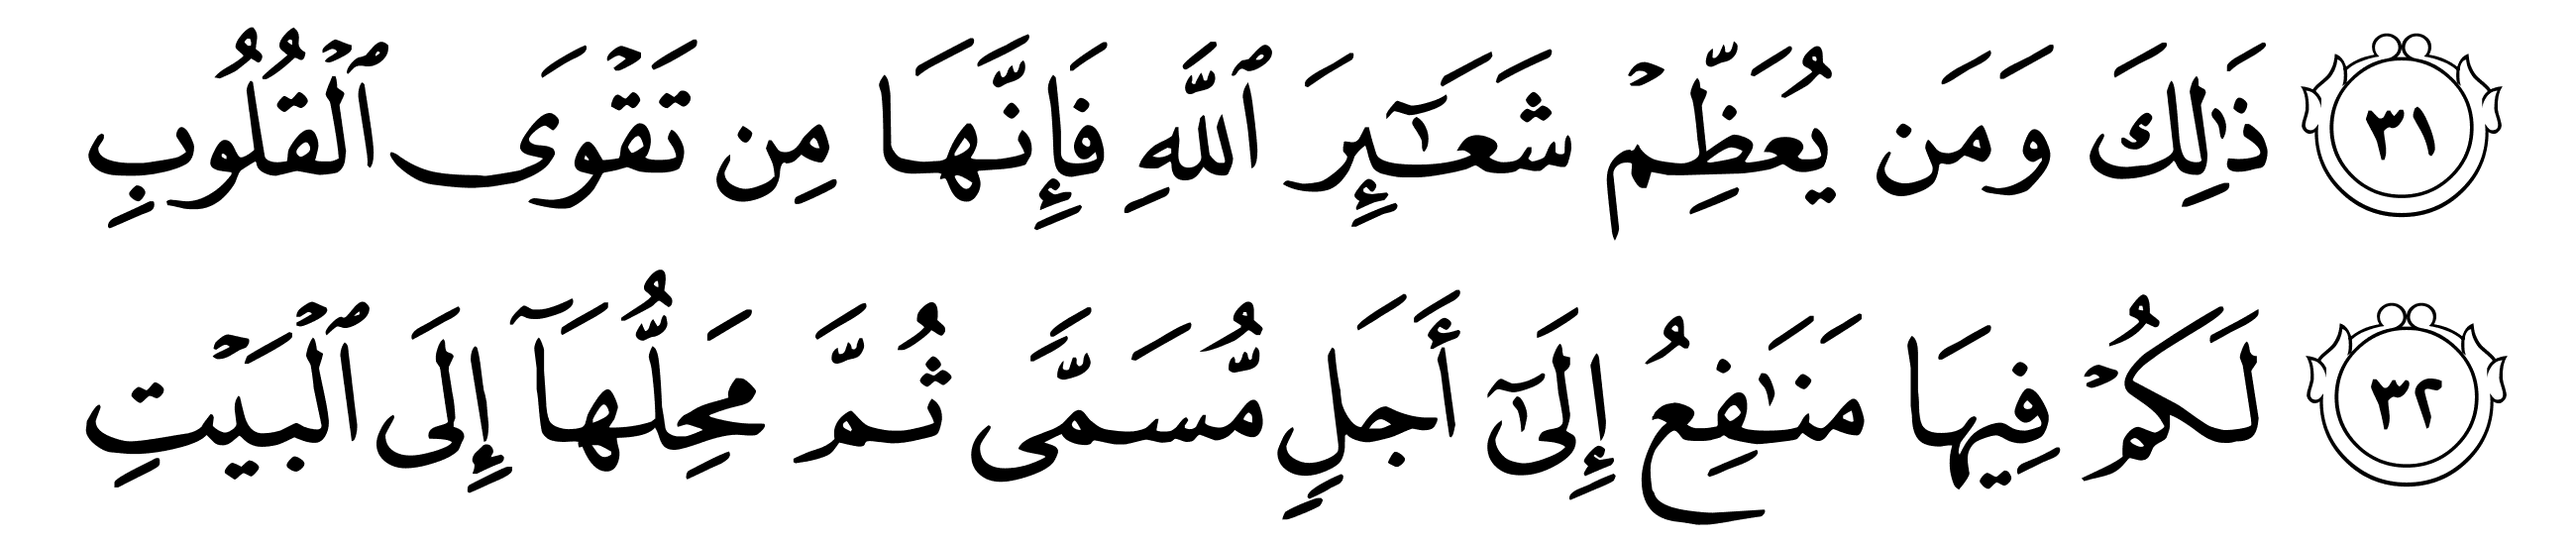 ٣١ ذَٰلِكَ وَمَن يُعَظِّمۡ شَعَـٰٓئِرَ ٱللَّهِ فَإِنَّهَا مِن تَقۡوَى ٱلۡقُلُوبِ
٣٢ لَكُمۡ فِيهَا مَنَـٰفِعُ إِلَىٰٓ أَجَلٍ مُّسَمًّى ثُمَّ مَحِلُّهَآ إِلَى ٱلۡبَيۡتِ